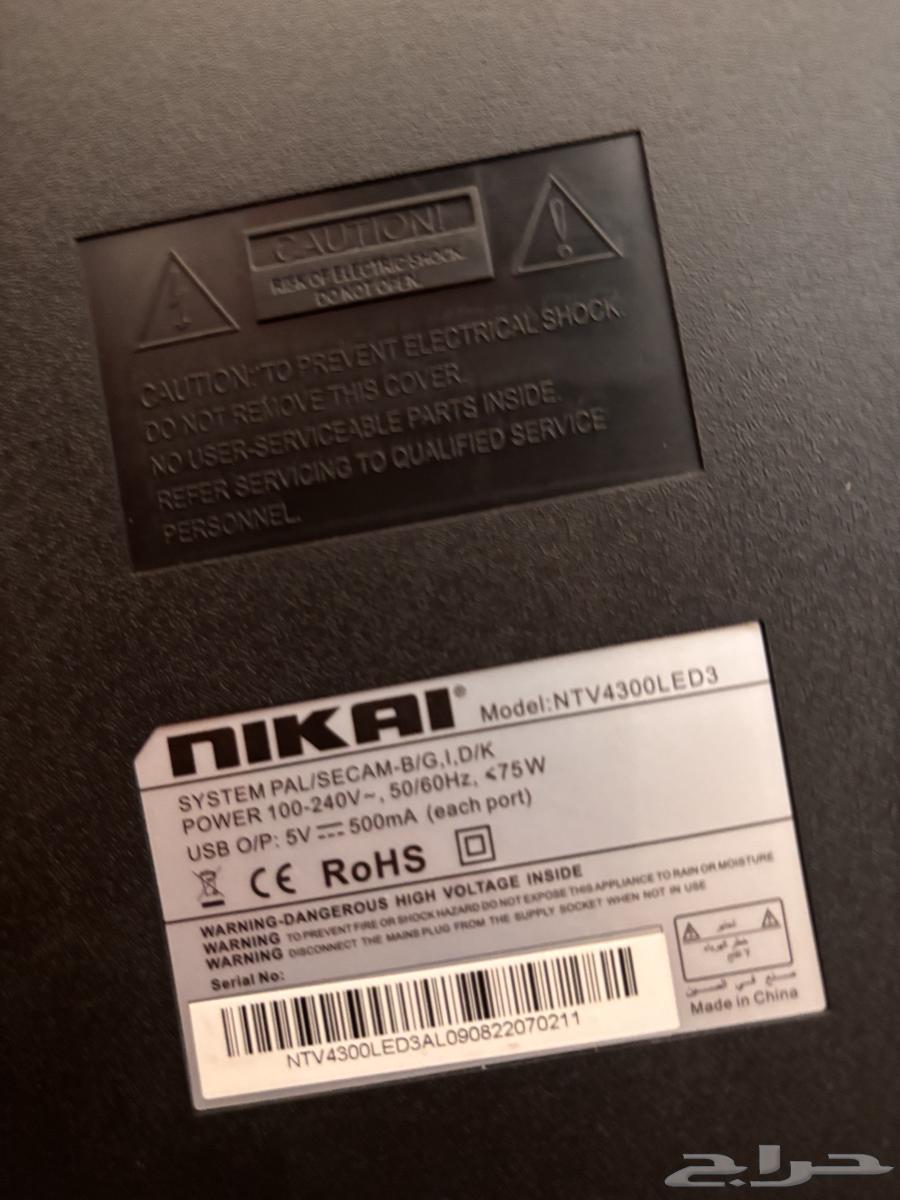 CAUTION!
RISK OF ELECTRIC SHOCK.
DO NOT OPEN.
CAUTION: TO PREVENT ELECTRICAL SHOCK.
DO NOT REMOVE THIS COVER.
NO USER-SERVICEABLE PARTS INSIDE.
REFER SERVICING TO QUALIFIED SERVICE
PERSONNEL.
NIKAI® Model:NTV4300LED3
SYSTEM PAL/SECAM-B/G,I,D/K
POWER 100-240V~, 50/60Hz, ≤75W
USB O/P: 5V ⎓ 500mA (each port)
CE RoHS
WARNING-DANGEROUS HIGH VOLTAGE INSIDE
WARNING TO PREVENT FIRE OR SHOCK HAZARD DO NOT EXPOSE THIS APPLIANCE TO RAIN OR MOISTURE
WARNING DISCONNECT THE MAINS PLUG FROM THE SUPPLY SOCKET WHEN NOT IN USE
Serial No:
NTV4300LED3AL090822070211
خطر الكهرباء
لا تفتح
صنع في الصين
Made in China
حراج